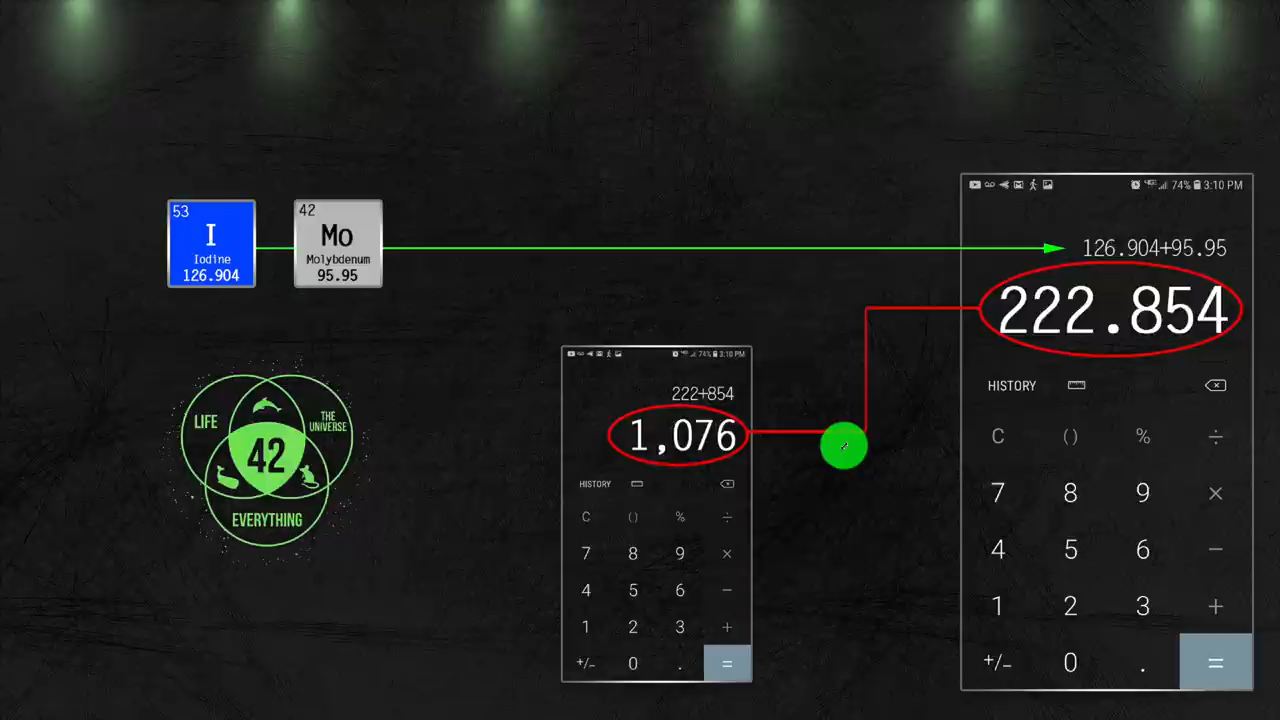 53
I
Iodine
126.904
42
Mo
Molybdenum
95.95
LIFE
THE
UNIVERSE
42
EVERYTHING
74% 3:10 PM
222+854
1,076
HISTORY
C () % ÷
7 8 9 ×
4 5 6 −
1 2 3 +
+/− 0 . =
74% 3:10 PM
126.904+95.95
222.854
HISTORY
C () % ÷
7 8 9 ×
4 5 6 −
1 2 3 +
+/− 0 . =